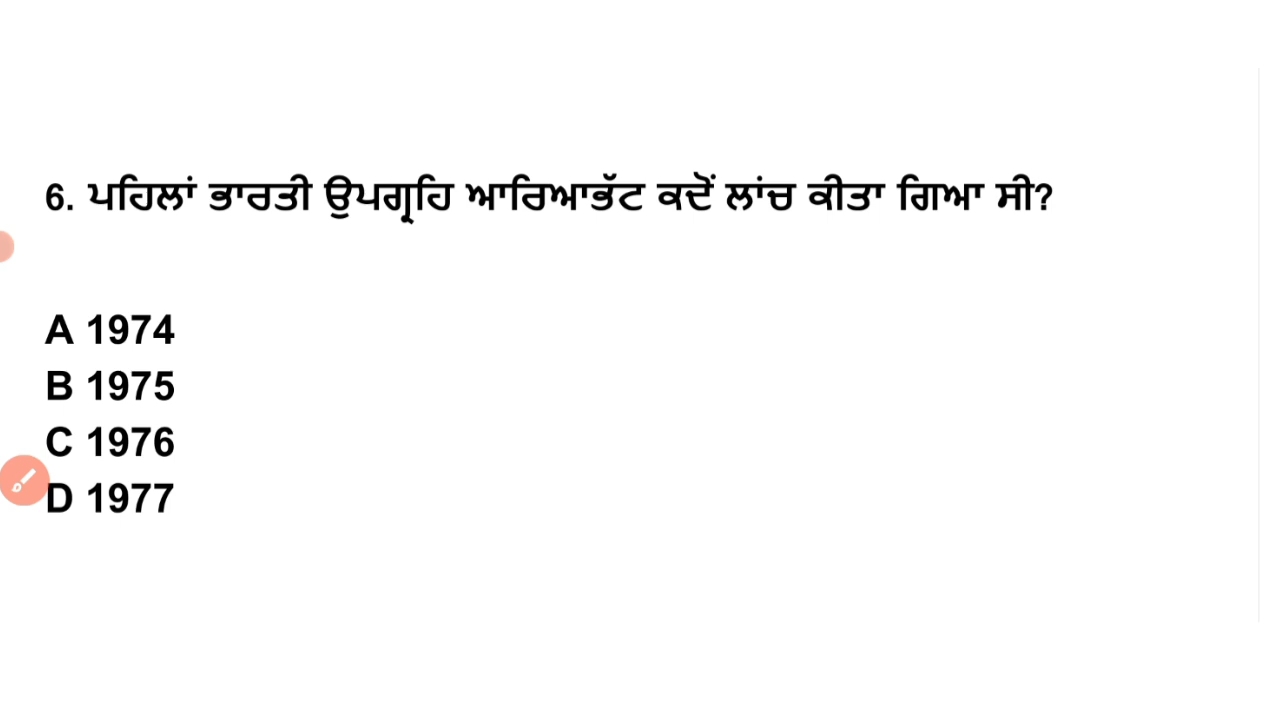 6. ਪਹਿਲਾਂ ਭਾਰਤੀ ਉਪਗ੍ਰਹਿ ਆਰਿਆਭੱਟ ਕਦੋਂ ਲਾਂਚ ਕੀਤਾ ਗਿਆ ਸੀ?
A 1974
B 1975
C 1976
D 1977